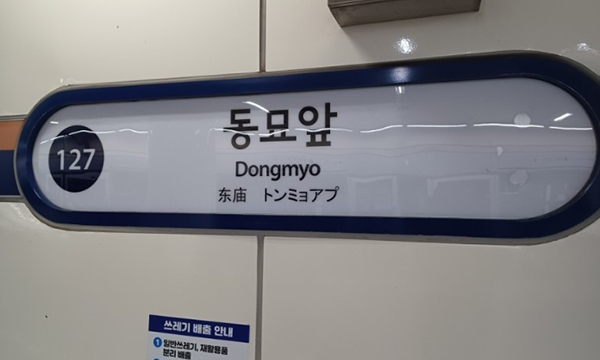 127
동묘앞
Dongmyo
东庙 トンミョアプ
쓰레기 배출 안내
1 일반쓰레기, 재활용품
분리 배출